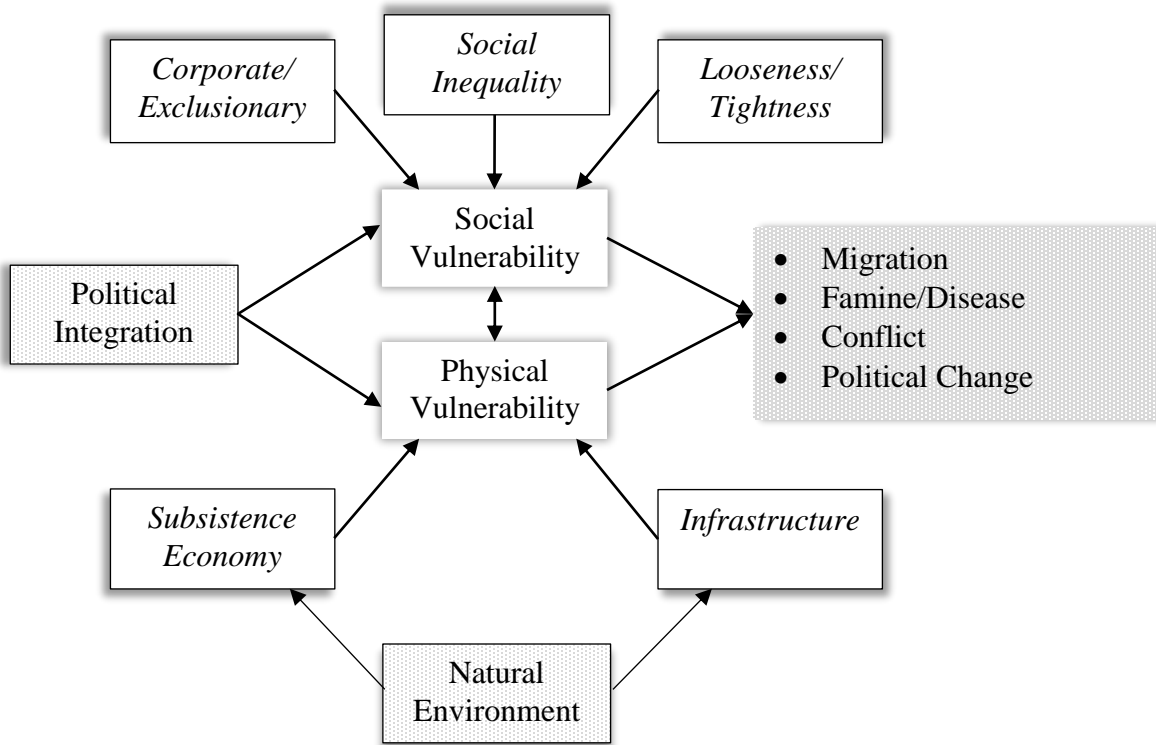 Corporate/
Exclusionary
Social
Inequality
Looseness/
Tightness
Social
Vulnerability
Political
Integration
• Migration
• Famine/Disease
• Conflict
• Political Change
Physical
Vulnerability
Subsistence
Economy
Infrastructure
Natural
Environment